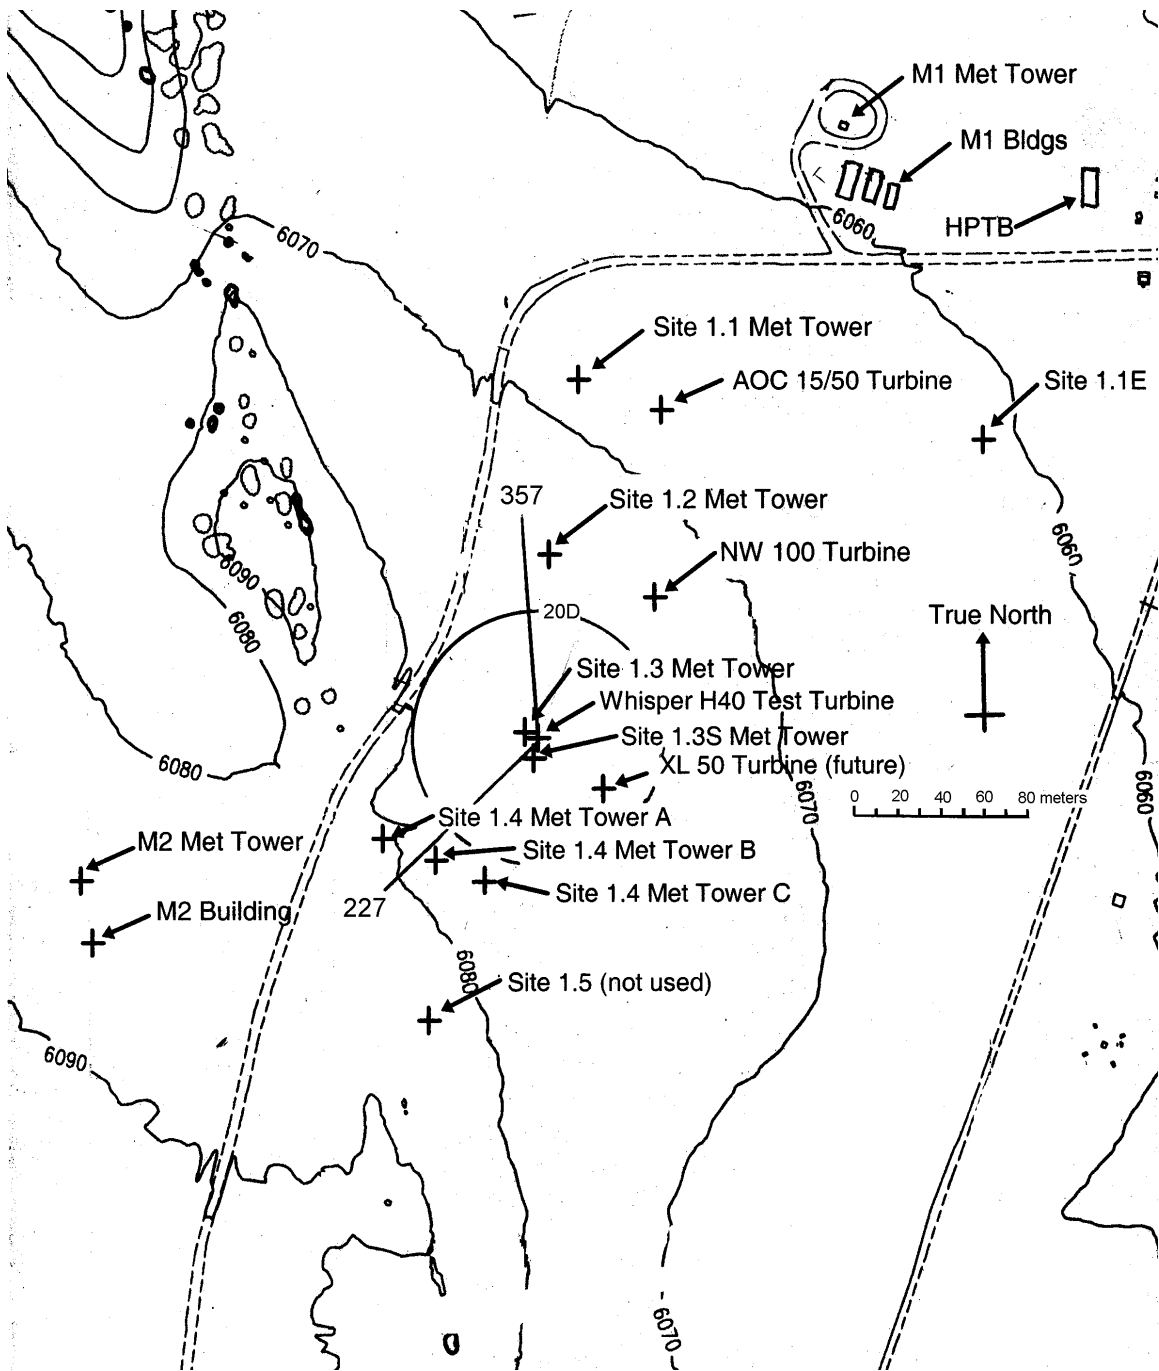 M1 Met Tower
M1 Bldgs
6060
HPTB
6070
Site 1.1 Met Tower
AOC 15/50 Turbine
Site 1.1E
357
Site 1.2 Met Tower
NW 100 Turbine
6060
6090
6080
20D
True North
Site 1.3 Met Tower
Whisper H40 Test Turbine
Site 1.3S Met Tower
XL 50 Turbine (future)
6080
6070
6060
0 20 40 60 80 meters
Site 1.4 Met Tower A
M2 Met Tower
Site 1.4 Met Tower B
Site 1.4 Met Tower C
M2 Building
227
6080
Site 1.5 (not used)
6090
6070